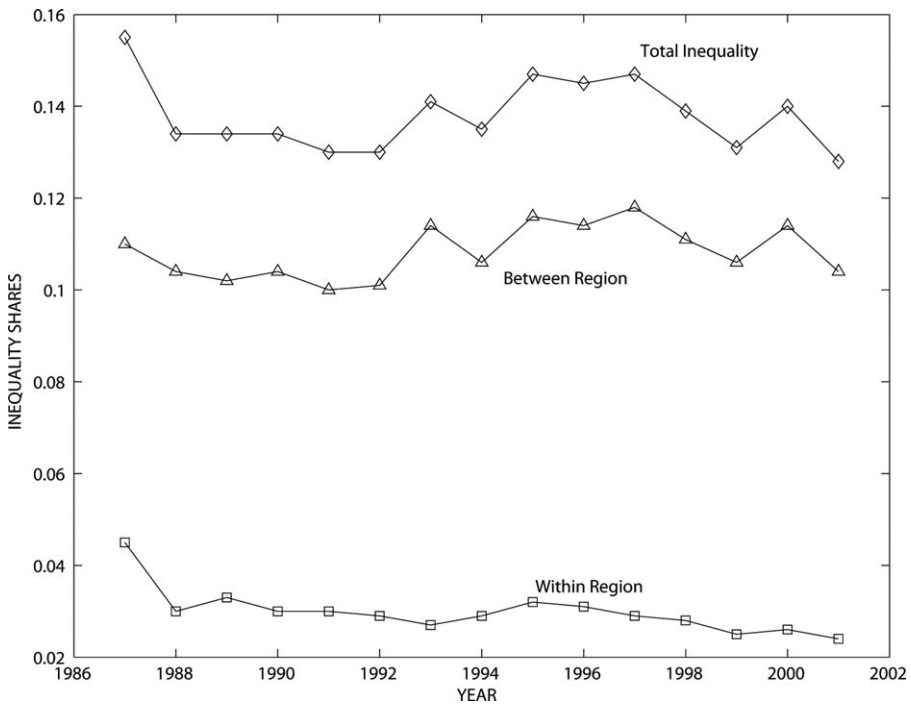 0.16
Total Inequality
0.14
0.12
Between Region
0.1
INEQUALITY SHARES
0.08
0.06
0.04
Within Region
0.02
1986 1988 1990 1992 1994 1996 1998 2000 2002
YEAR